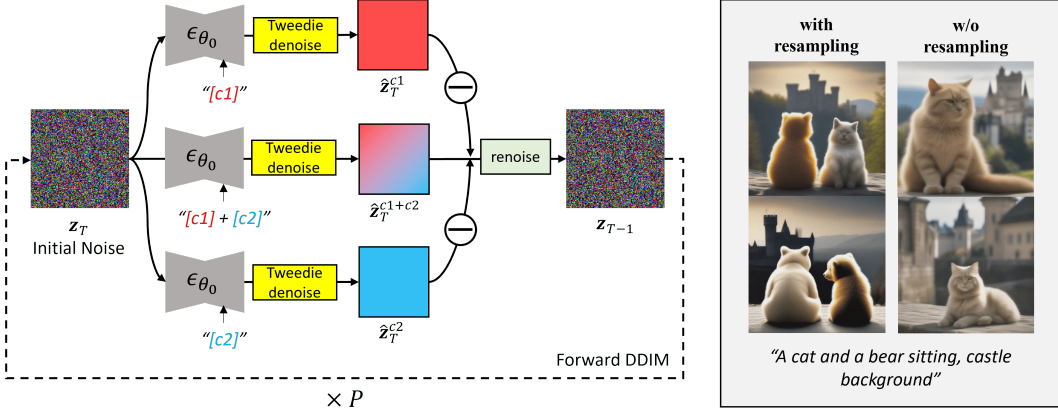 ϵ_θ₀
Tweedie
denoise
“[c1]”
ẑ_T^{c1}
ϵ_θ₀
Tweedie
denoise
“[c1] + [c2]”
ẑ_T^{c1+c2}
renoise
z_T
Initial Noise
z_{T−1}
ϵ_θ₀
Tweedie
denoise
“[c2]”
ẑ_T^{c2}
Forward DDIM
× P
with
resampling
w/o
resampling
“A cat and a bear sitting, castle
background”